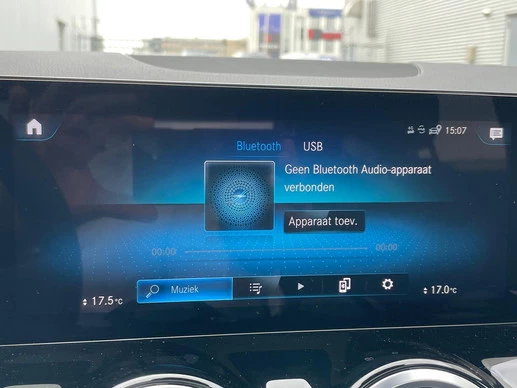 15:07
Bluetooth USB
Geen Bluetooth Audio-apparaat
verbonden
Apparaat toev.
00:00 00:00
Muziek
17.5°C 17.0°C